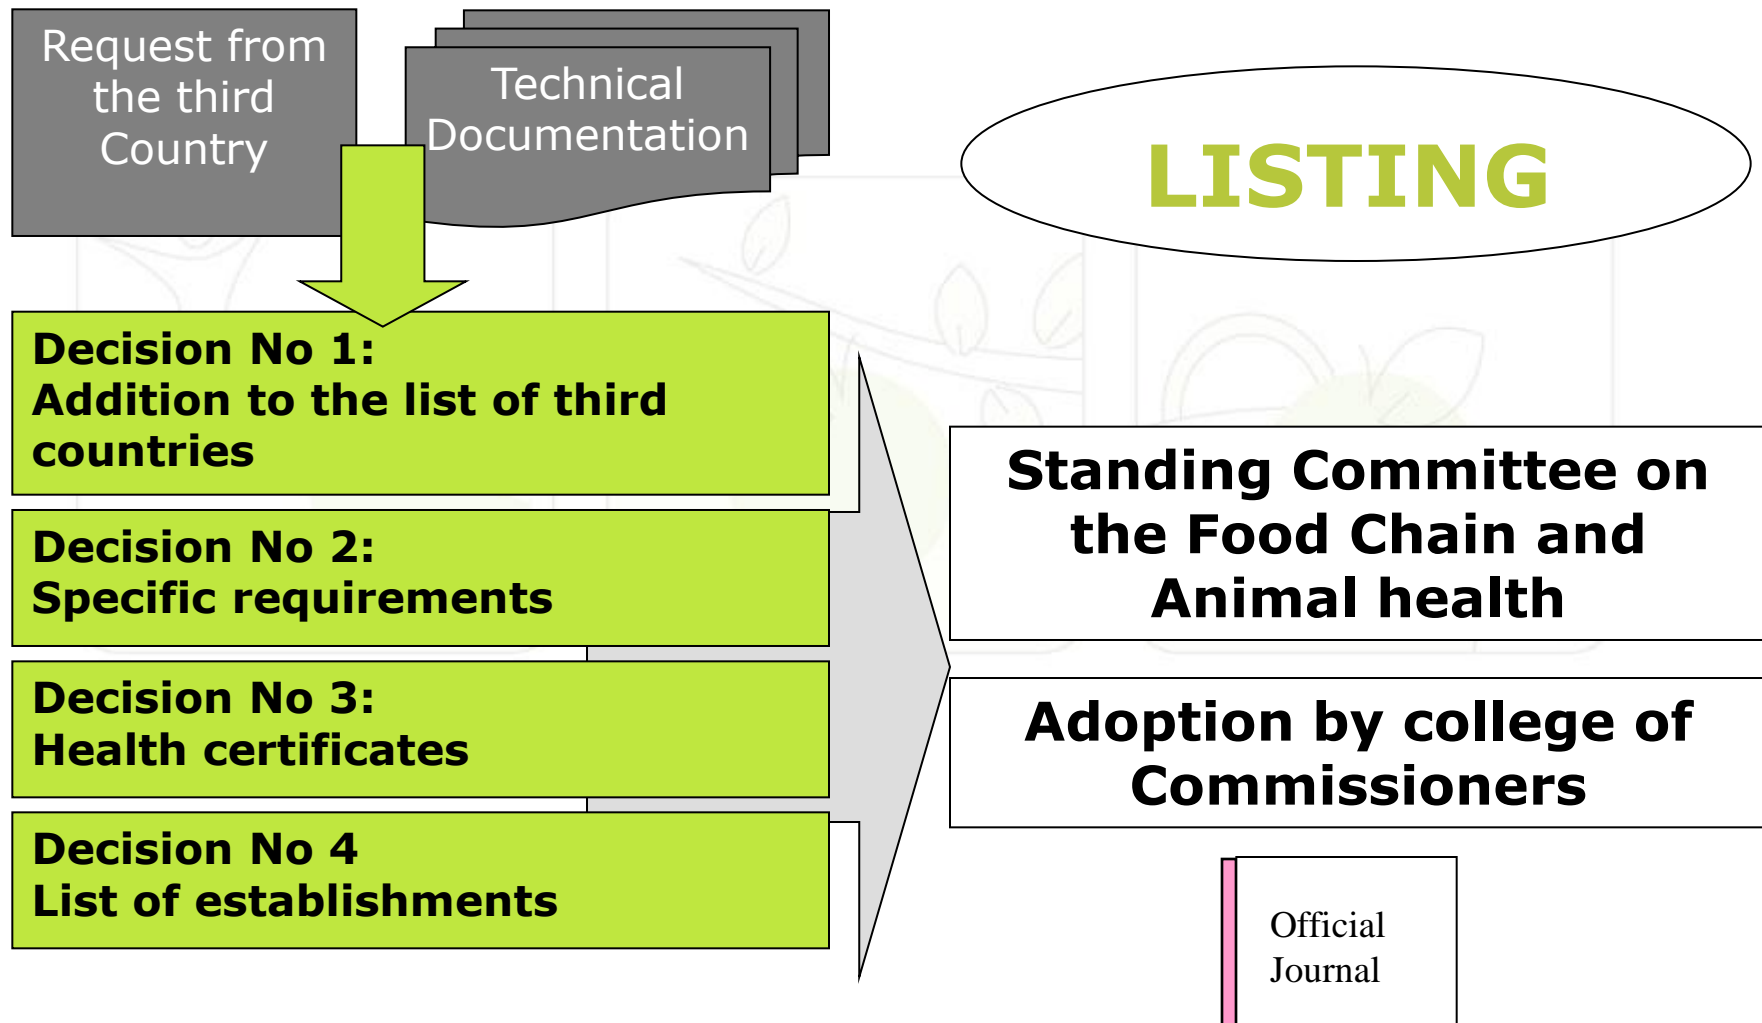 Request from
the third
Country
Technical
Documentation
LISTING
Decision No 1:
Addition to the list of third
countries
Decision No 2:
Specific requirements
Decision No 3:
Health certificates
Decision No 4
List of establishments
Standing Committee on
the Food Chain and
Animal health
Adoption by college of
Commissioners
Official
Journal